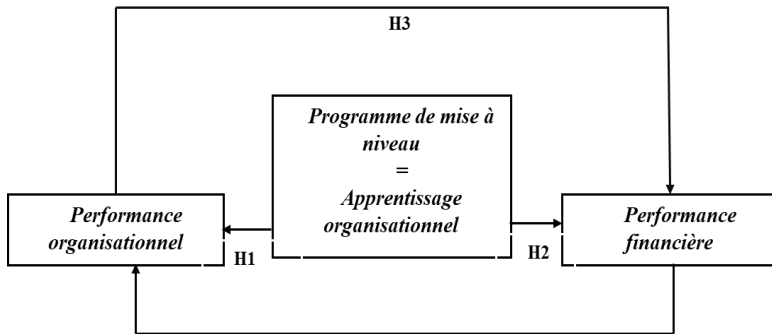 H3
Programme de mise à
niveau
=
Apprentissage
organisationnel
Performance
organisationnel
Performance
financière
H1
H2